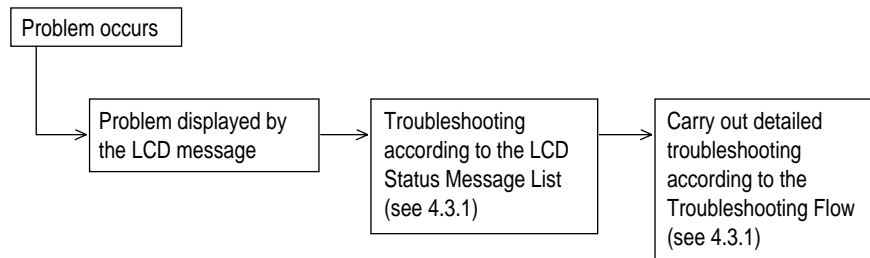 Problem occurs
Problem displayed by
the LCD message
Troubleshooting
according to the LCD
Status Message List
(see 4.3.1)
Carry out detailed
troubleshooting
according to the
Troubleshooting Flow
(see 4.3.1)